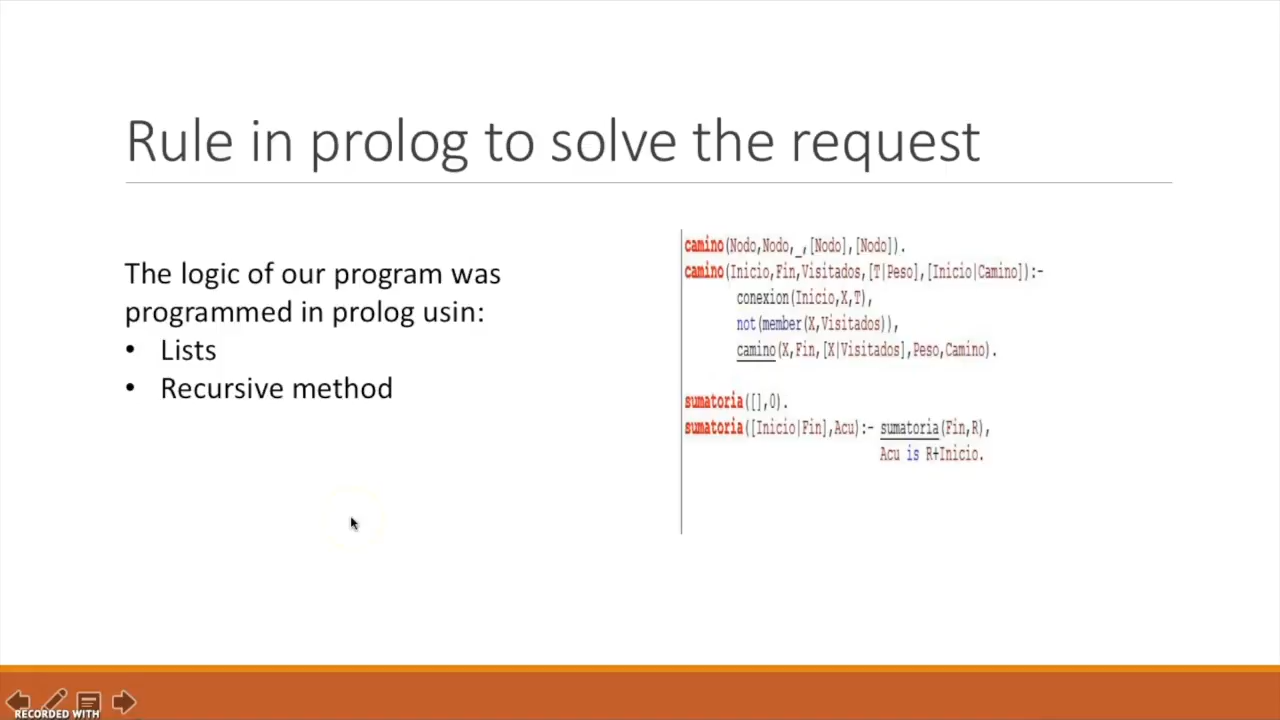 Rule in prolog to solve the request
The logic of our program was
programmed in prolog usin:
• Lists
• Recursive method
camino(Nodo,Nodo,_,[Nodo],[Nodo]).
camino(Inicio,Fin,Visitados,[T|Peso],[Inicio|Camino]):-
conexion(Inicio,X,T),
not(member(X,Visitados)),
camino(X,Fin,[X|Visitados],Peso,Camino).
sumatoria([],0).
sumatoria([Inicio|Fin],Acu):- sumatoria(Fin,R),
Acu is R+Inicio.
RECORDED WITH